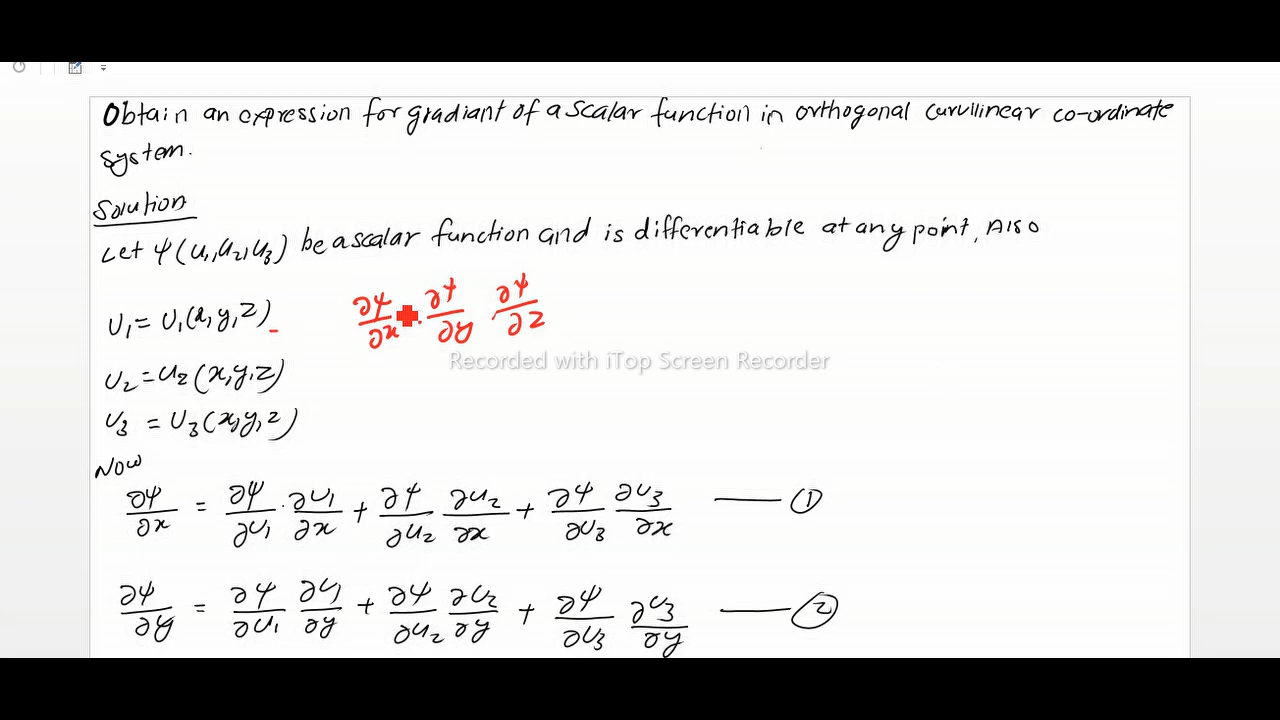 Obtain an expression for gradiant of a scalar function in orthogonal curvilinear co-ordinate
system.
Solution
Let ψ(u₁,u₂,u₃) be a scalar function and is differentiable at any point, Also
u₁ = u₁(x,y,z)
∂ψ/∂x ∂ψ/∂y ∂ψ/∂z
Recorded with iTop Screen Recorder
u₂ = u₂(x,y,z)
u₃ = u₃(x,y,z)
Now
∂ψ/∂x = ∂ψ/∂u₁ · ∂u₁/∂x + ∂ψ/∂u₂ ∂u₂/∂x + ∂ψ/∂u₃ ∂u₃/∂x —— ①
∂ψ/∂y = ∂ψ/∂u₁ ∂u₁/∂y + ∂ψ/∂u₂ ∂u₂/∂y + ∂ψ/∂u₃ ∂u₃/∂y —— ②